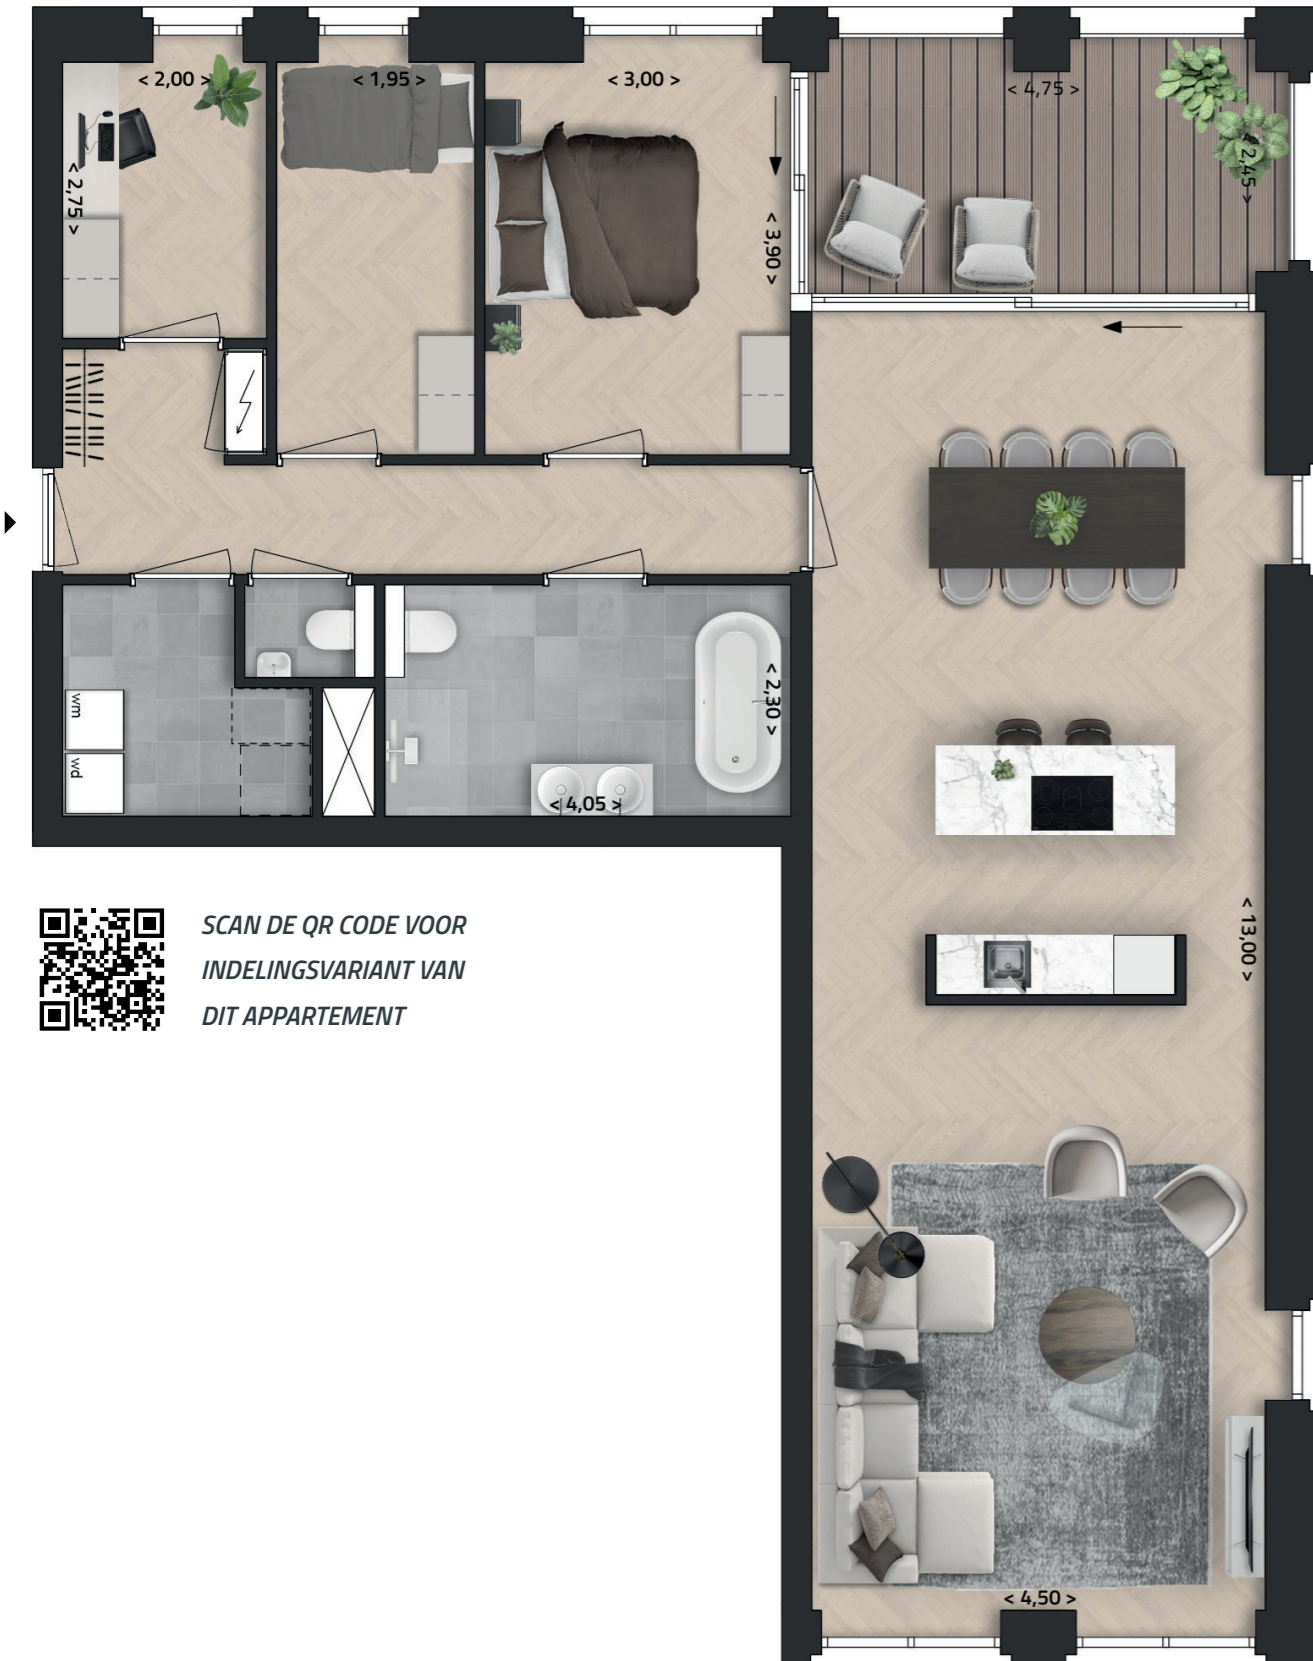 < 2,00 >
< 1,95 >
< 3,00 >
< 4,75 >
< 2,75 >
< 3,90 >
< 2,45 >
wm
wd
< 2,30 >
< 4,05 >
SCAN DE QR CODE VOOR
INDELINGSVARIANT VAN
DIT APPARTEMENT
< 13,00 >
< 4,50 >